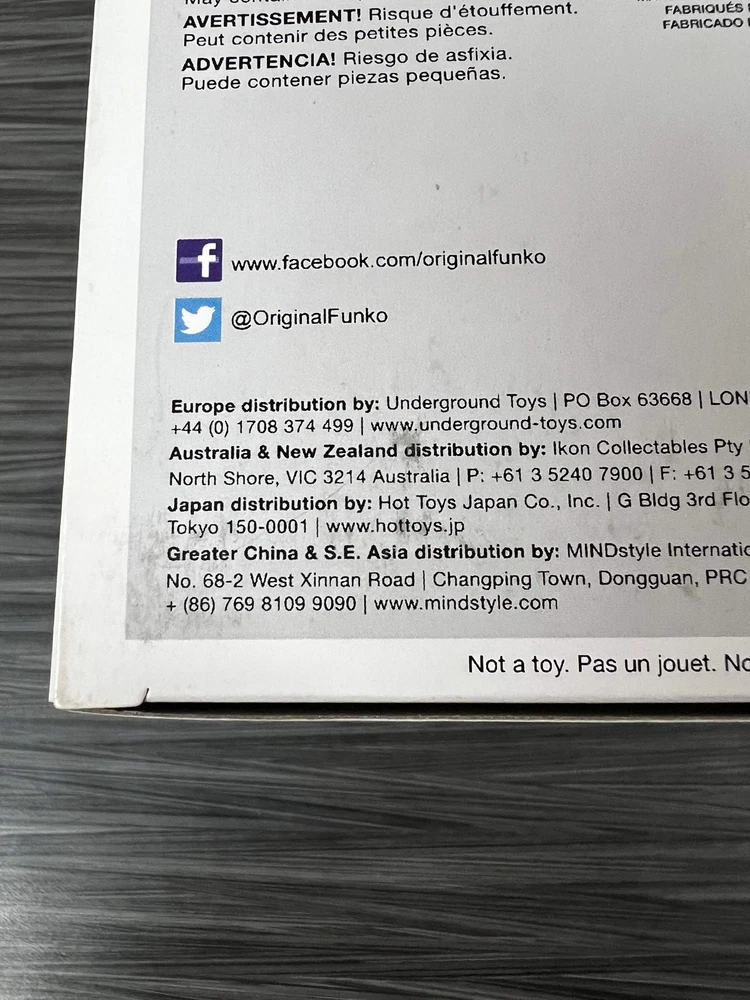 AVERTISSEMENT! Risque d'étouffement.
Peut contenir des petites pièces.
ADVERTENCIA! Riesgo de asfixia.
Puede contener piezas pequeñas.
FABRIQUÉS
FABRICADO
f www.facebook.com/originalfunko
@OriginalFunko
Europe distribution by: Underground Toys | PO Box 63668 | LON
+44 (0) 1708 374 499 | www.underground-toys.com
Australia & New Zealand distribution by: Ikon Collectables Pty
North Shore, VIC 3214 Australia | P: +61 3 5240 7900 | F: +61 3 5
Japan distribution by: Hot Toys Japan Co., Inc. | G Bldg 3rd Flo
Tokyo 150-0001 | www.hottoys.jp
Greater China & S.E. Asia distribution by: MINDstyle Internatio
No. 68-2 West Xinnan Road | Changping Town, Dongguan, PRC
+ (86) 769 8109 9090 | www.mindstyle.com
Not a toy. Pas un jouet. No